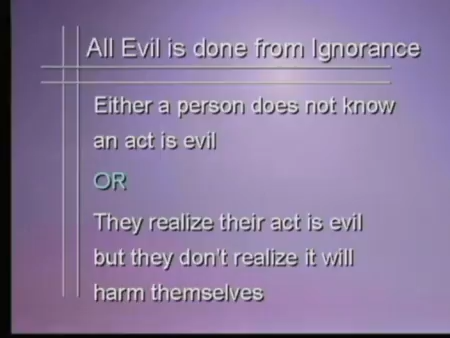 All Evil is done from Ignorance
Either a person does not know
an act is evil
OR
They realize their act is evil
but they don't realize it will
harm themselves